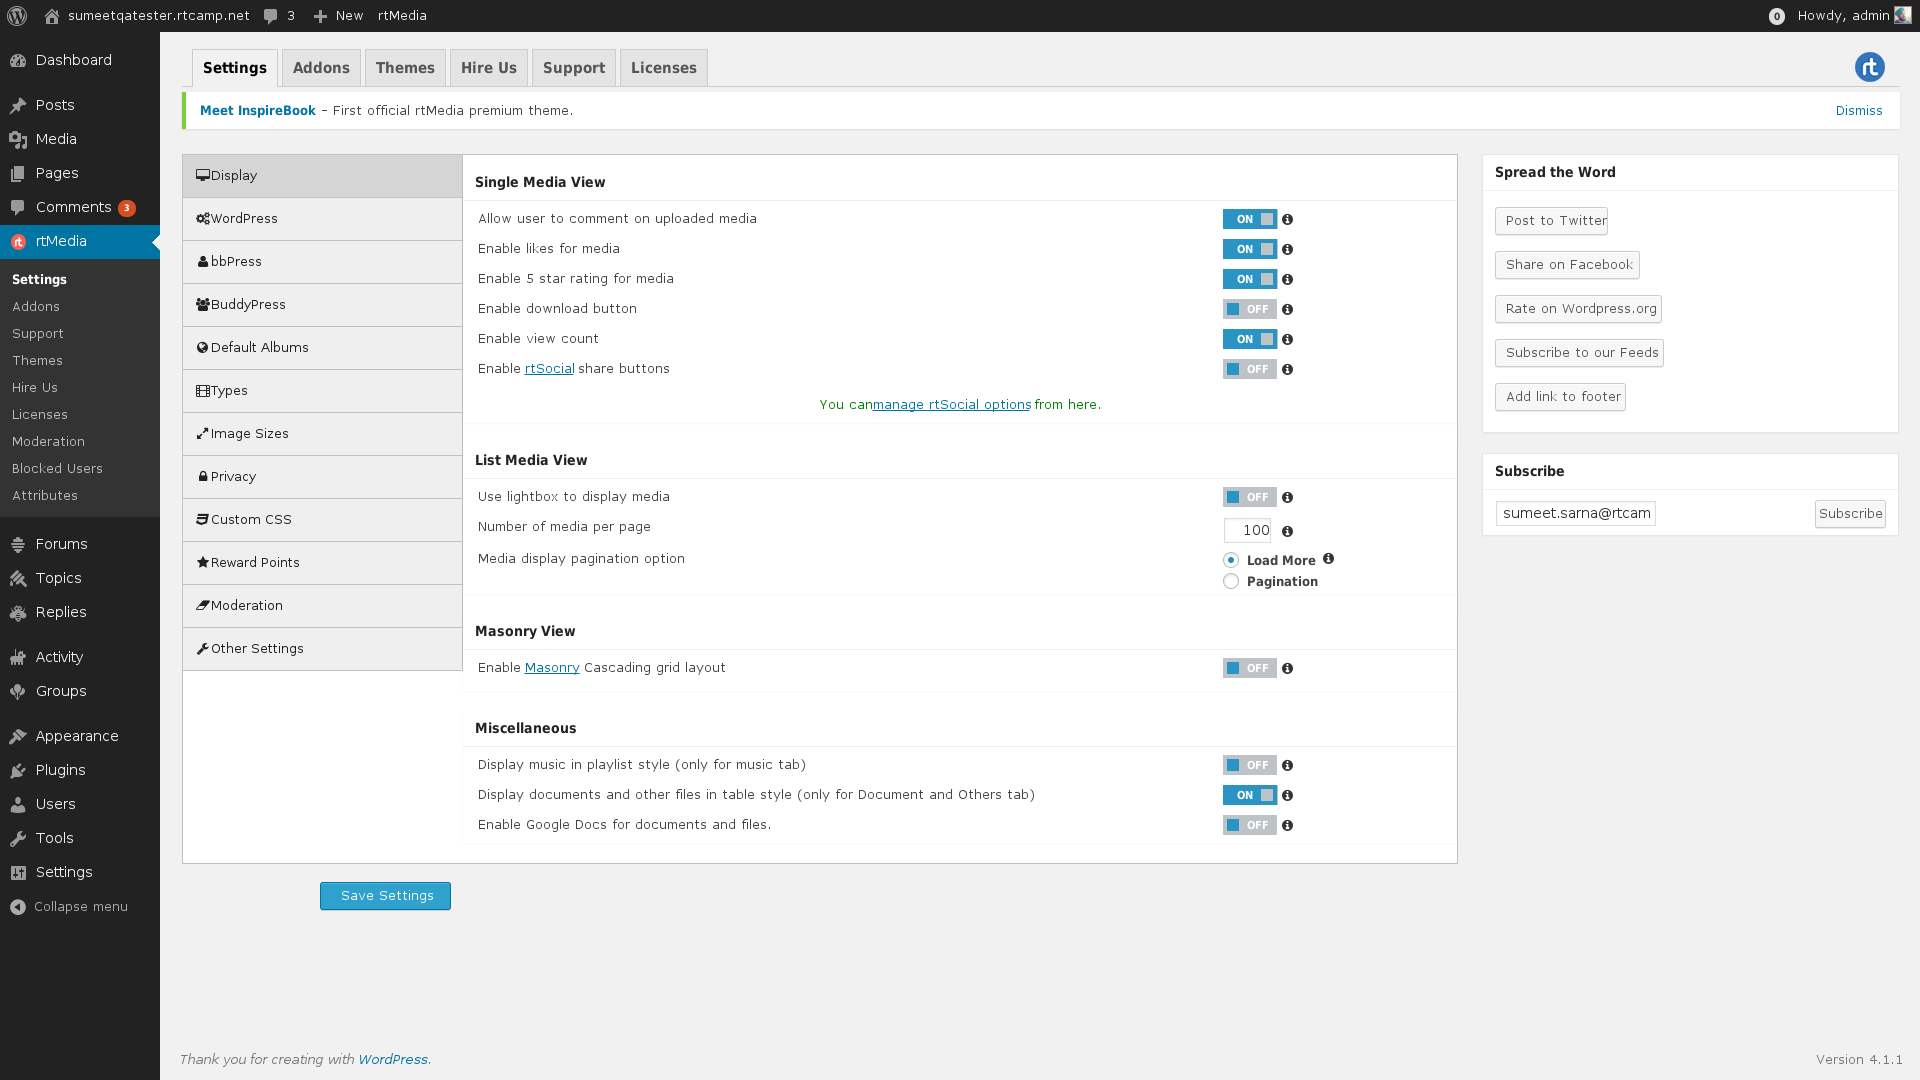 sumeetqatester.rtcamp.net 3 New rtMedia 0 Howdy, admin
Dashboard
Posts
Media
Pages
Comments 3
rtMedia
Settings
Addons
Support
Themes
Hire Us
Licenses
Moderation
Blocked Users
Attributes
Forums
Topics
Replies
Activity
Groups
Appearance
Plugins
Users
Tools
Settings
Collapse menu
Settings Addons Themes Hire Us Support Licenses
rt
Meet InspireBook – First official rtMedia premium theme. Dismiss
Display
WordPress
bbPress
BuddyPress
Default Albums
Types
Image Sizes
Privacy
Custom CSS
Reward Points
Moderation
Other Settings
Single Media View
Allow user to comment on uploaded media ON
Enable likes for media ON
Enable 5 star rating for media ON
Enable download button OFF
Enable view count ON
Enable rtSocial share buttons OFF
You can manage rtSocial options from here.
List Media View
Use lightbox to display media OFF
Number of media per page 100
Media display pagination option Load More
Pagination
Masonry View
Enable Masonry Cascading grid layout OFF
Miscellaneous
Display music in playlist style (only for music tab) OFF
Display documents and other files in table style (only for Document and Others tab) ON
Enable Google Docs for documents and files. OFF
Save Settings
Spread the Word
Post to Twitter
Share on Facebook
Rate on Wordpress.org
Subscribe to our Feeds
Add link to footer
Subscribe
sumeet.sarna@rtcam Subscribe
Thank you for creating with WordPress. Version 4.1.1